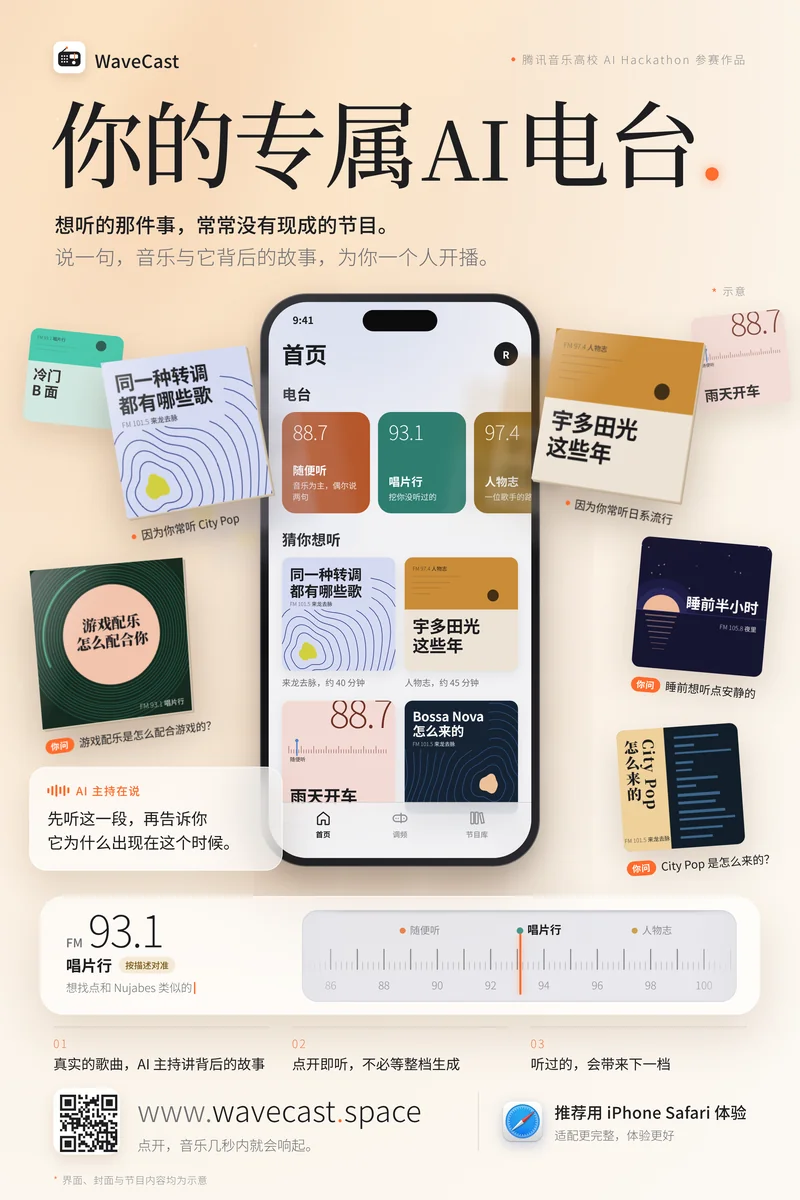 WaveCast
• 腾讯音乐高校 AI Hackathon 参赛作品
你的专属AI电台.
想听的那件事，常常没有现成的节目。
说一句，音乐与它背后的故事，为你一个人开播。
* 示意
冷门
B 面
同一种转调
都有哪些歌
FM 101.5 来龙去脉
• 因为你常听 City Pop
游戏配乐
怎么配合你
FM 93.1 唱片行
你问 游戏配乐是怎么配合游戏的？
AI 主持在说
先听这一段，再告诉你
它为什么出现在这个时候。
9:41
首页
R
电台
88.7
随便听
音乐为主，偶尔说
两句
93.1
唱片行
挖你没听过的
97.4
人物志
一位歌手的
猜你想听
同一种转调
都有哪些歌
FM 101.5 来龙去脉
来龙去脉，约 40 分钟
FM 97.4 人物志
宇多田光
这些年
人物志，约 45 分钟
88.7
随便听
雨天开车
Bossa Nova
怎么来的
FM 101.5 来龙去脉
首页
调频
节目库
FM 97.4 人物志
宇多田光
这些年
• 因为你常听日系流行
88.7
雨天开车
睡前半小时
FM 105.8 夜里
你问 睡前想听点安静的
City Pop
怎么来的
FM 101.5 来龙去脉
你问 City Pop 是怎么来的？
FM 93.1
唱片行 按描述对准
想找点和 Nujabes 类似的
随便听 唱片行 人物志
86 88 90 92 94 96 98 100
01
真实的歌曲，AI 主持讲背后的故事
02
点开即听，不必等整档生成
03
听过的，会带来下一档
www.wavecast.space
点开，音乐几秒内就会响起。
推荐用 iPhone Safari 体验
适配更完整，体验更好
* 界面、封面与节目内容均为示意